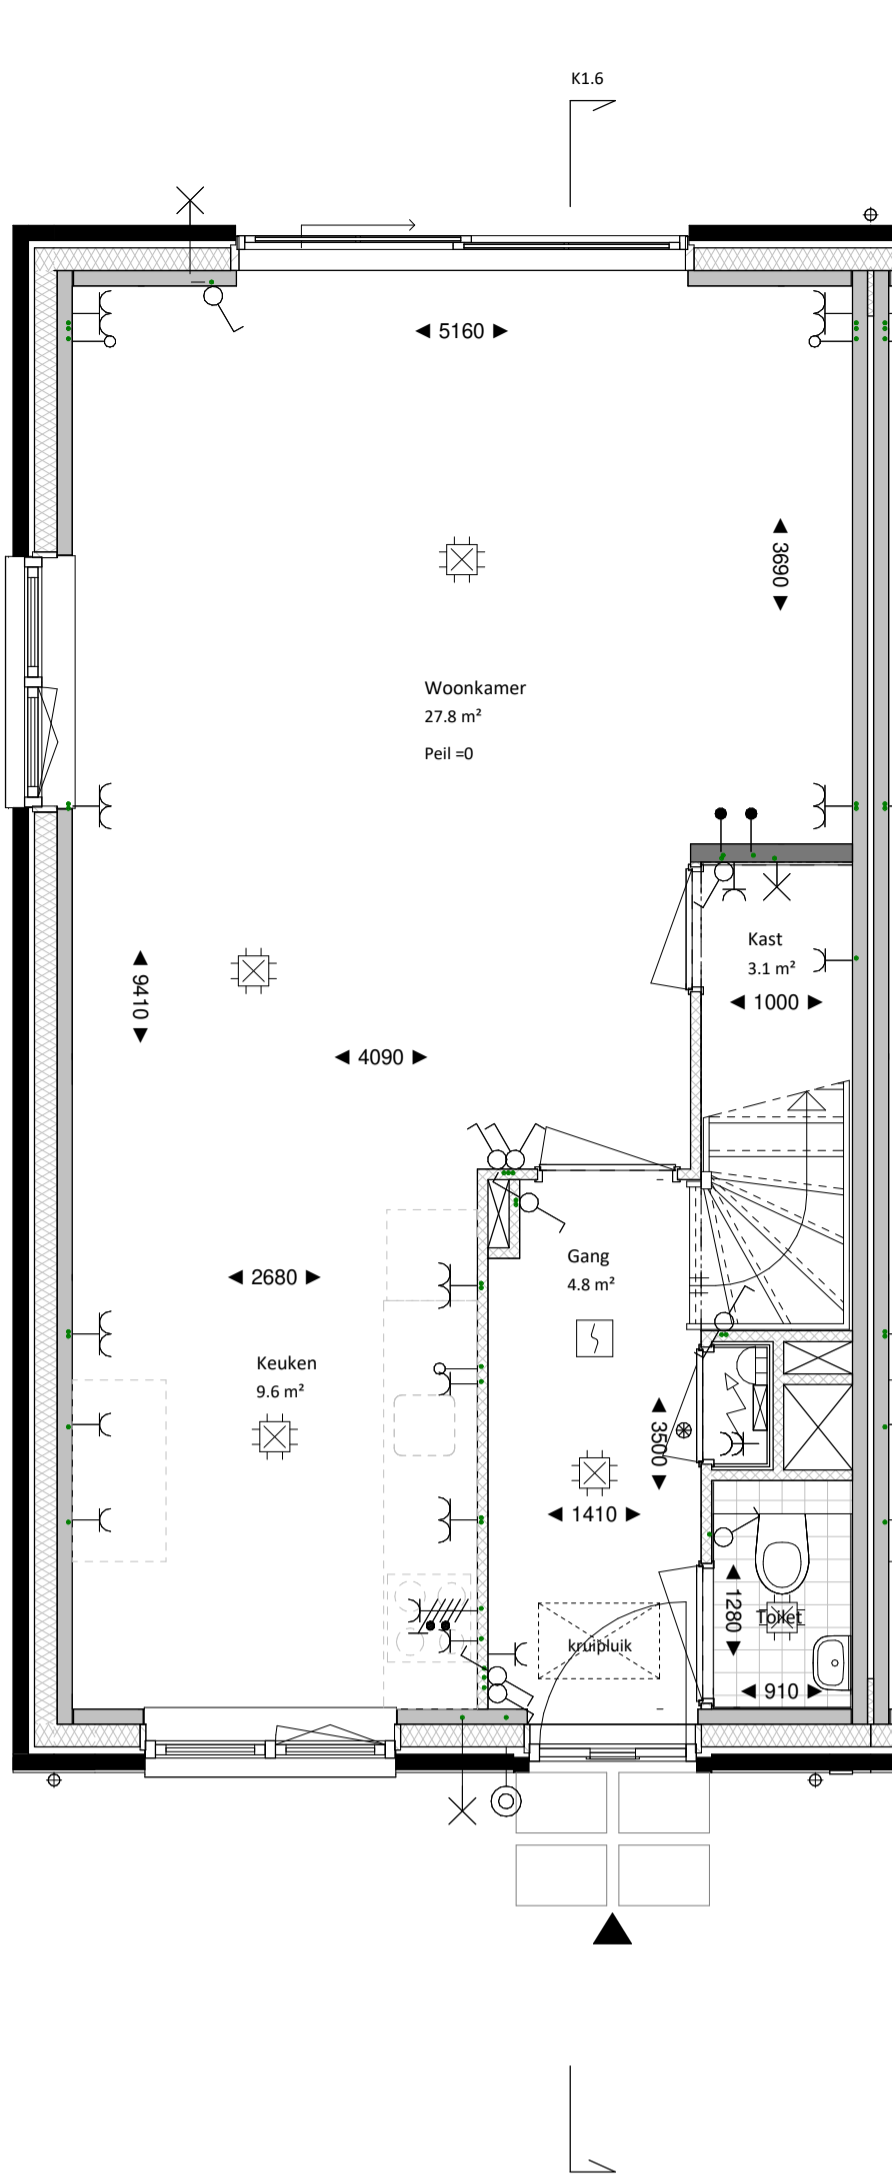 K1.6
5160
3690
Woonkamer
27.8 m²
Peil =0
Kast
3.1 m²
1000
9410
4090
Gang
4.8 m²
2680
Keuken
9.6 m²
3500
1410
1280
Toilet
kruipluik
910